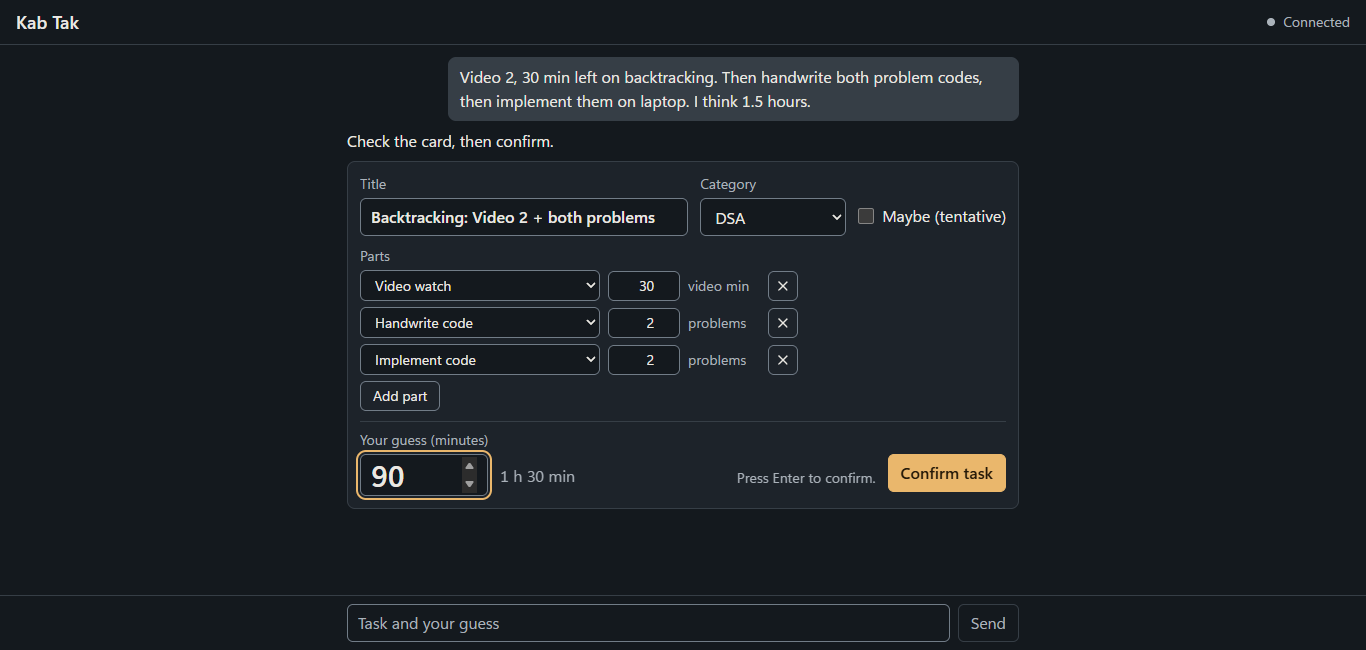 Kab Tak
Connected
Video 2, 30 min left on backtracking. Then handwrite both problem codes,
then implement them on laptop. I think 1.5 hours.
Check the card, then confirm.
Title
Category
Backtracking: Video 2 + both problems
DSA
Maybe (tentative)
Parts
Video watch 30 video min
Handwrite code 2 problems
Implement code 2 problems
Add part
Your guess (minutes)
90 1 h 30 min Press Enter to confirm. Confirm task
Task and your guess Send